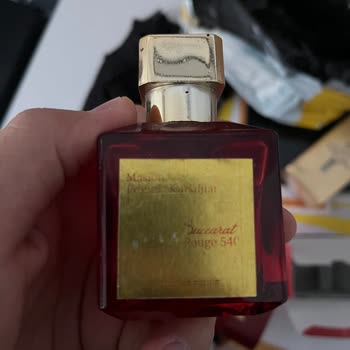 Maison
Francis Kurkdjian
Baccarat
Rouge 540